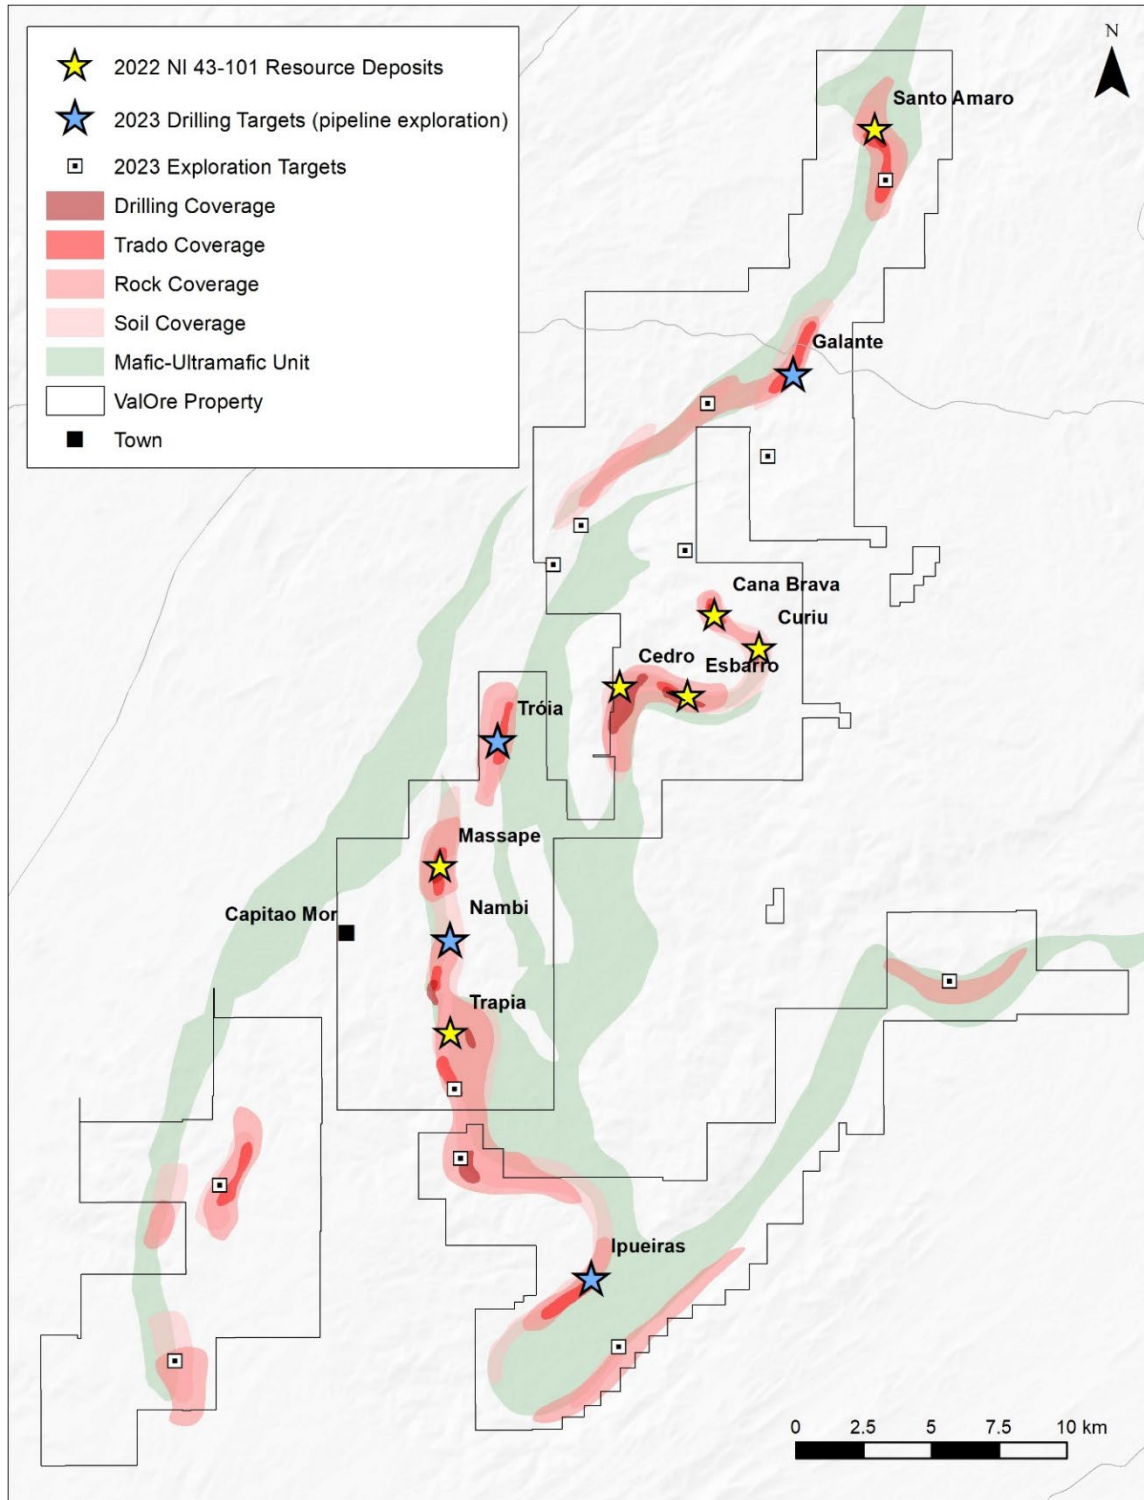 2022 NI 43-101 Resource Deposits
2023 Drilling Targets (pipeline exploration)
2023 Exploration Targets
Drilling Coverage
Trado Coverage
Rock Coverage
Soil Coverage
Mafic-Ultramafic Unit
ValOre Property
Town
N
Santo Amaro
Galante
Cana Brava
Curiu
Cedro
Esbarro
Tróia
Massape
Nambi
Capitao Mor
Trapia
Ipueiras
0 2.5 5 7.5 10 km